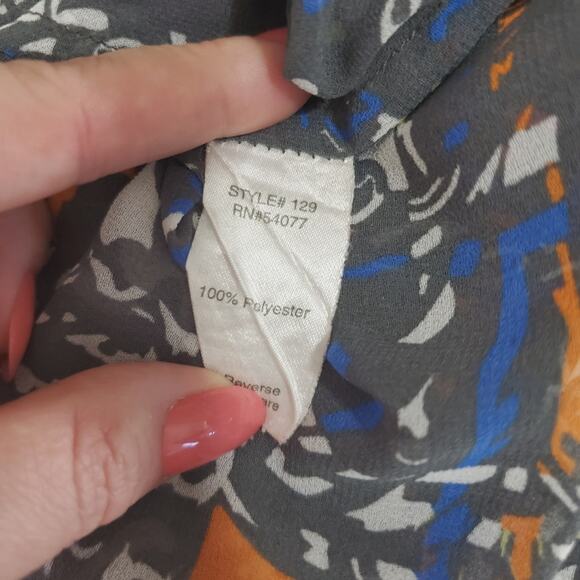 STYLE# 129
RN#54077
100% Polyester
Reverse